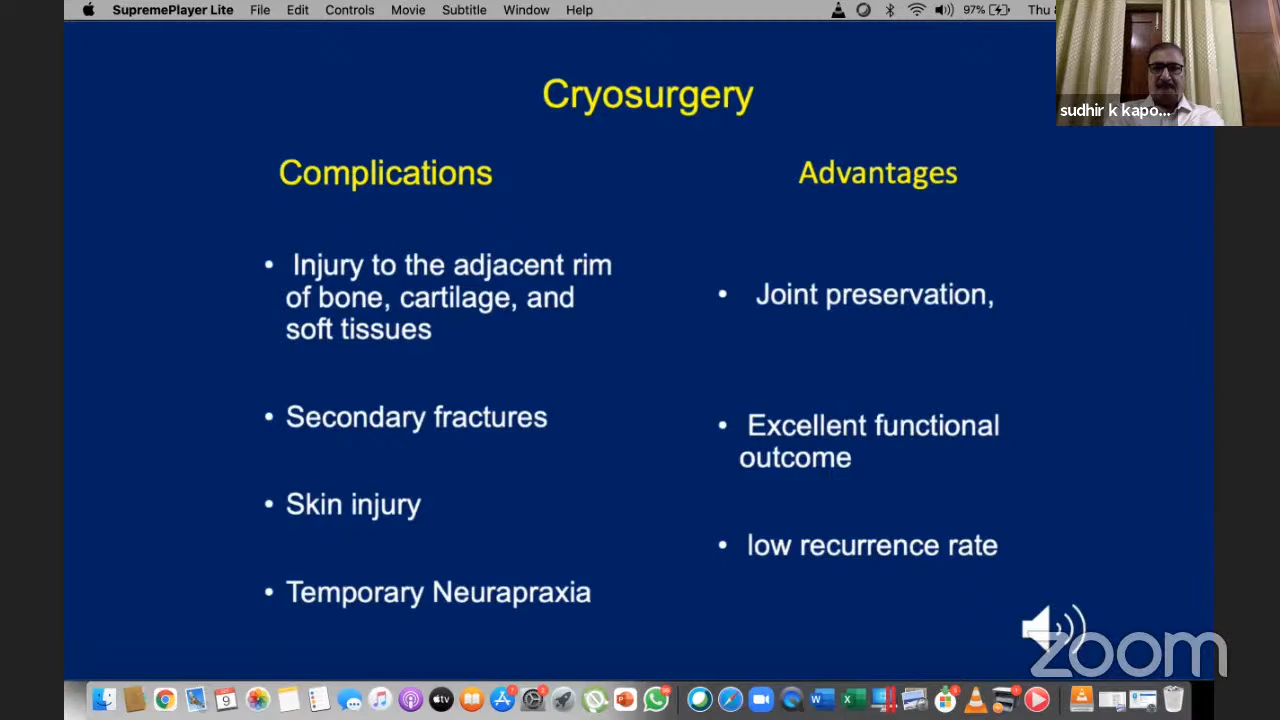 SupremePlayer Lite File Edit Controls Movie Subtitle Window Help 97% Thu
sudhir k kapo...
Cryosurgery
Complications
• Injury to the adjacent rim
of bone, cartilage, and
soft tissues
• Secondary fractures
• Skin injury
• Temporary Neurapraxia
Advantages
• Joint preservation,
• Excellent functional
outcome
• low recurrence rate
zoom
9
tv